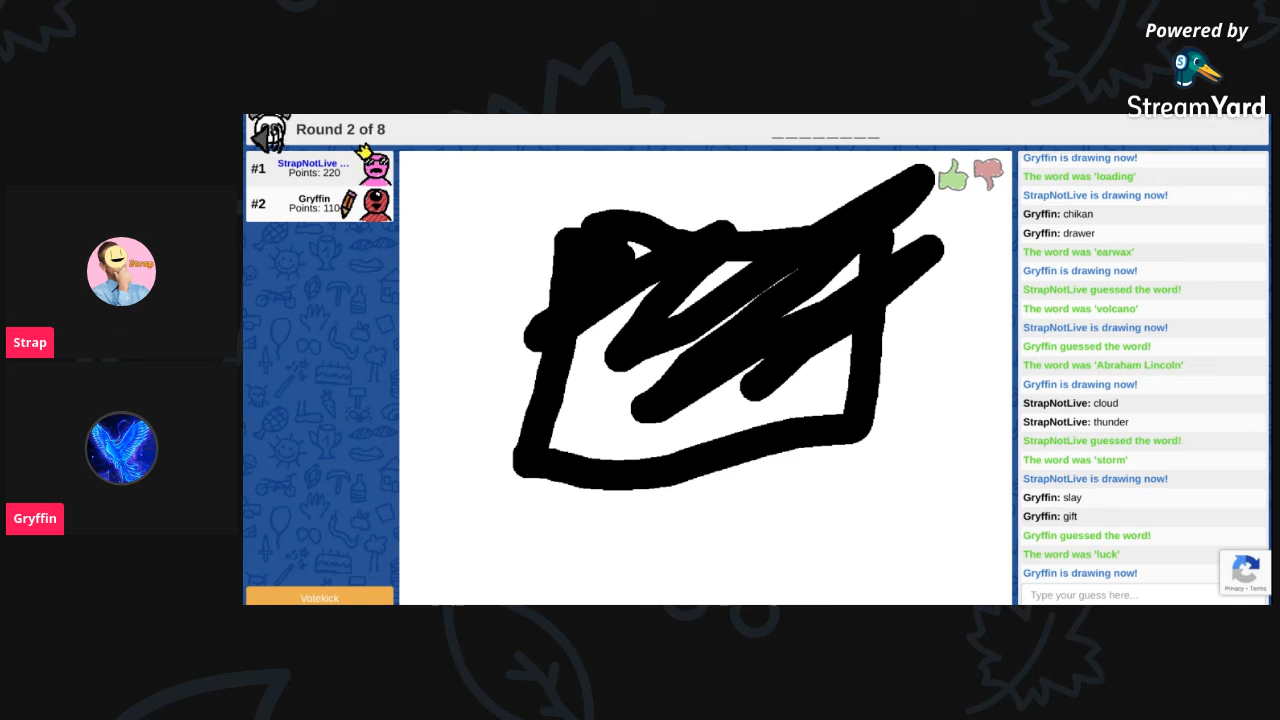 Powered by
StreamYard
Round 2 of 8
________
#1
StrapNotLive ...
Points: 220
#2
Gryffin
Points: 110
Votekick
Gryffin is drawing now!
The word was 'loading'
StrapNotLive is drawing now!
Gryffin: chikan
Gryffin: drawer
The word was 'earwax'
Gryffin is drawing now!
StrapNotLive guessed the word!
The word was 'volcano'
StrapNotLive is drawing now!
Gryffin guessed the word!
The word was 'Abraham Lincoln'
Gryffin is drawing now!
StrapNotLive: cloud
StrapNotLive: thunder
StrapNotLive guessed the word!
The word was 'storm'
StrapNotLive is drawing now!
Gryffin: slay
Gryffin: gift
Gryffin guessed the word!
The word was 'luck'
Gryffin is drawing now!
Type your guess here...
Privacy - Terms
Strap
Strap
Gryffin